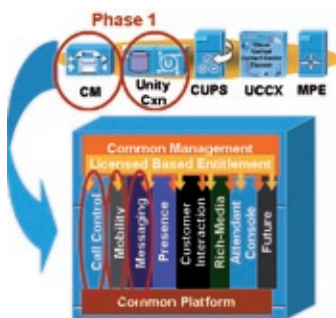 Phase 1
CM
Unity
Cxn
CUPS
UCCX
MPE
Common Management
Licensed Based Entitlement
Call Control
Mobility
Messaging
Presence
Customer
Interaction
Rich-Media
Attendant
Console
Future
Common Platform